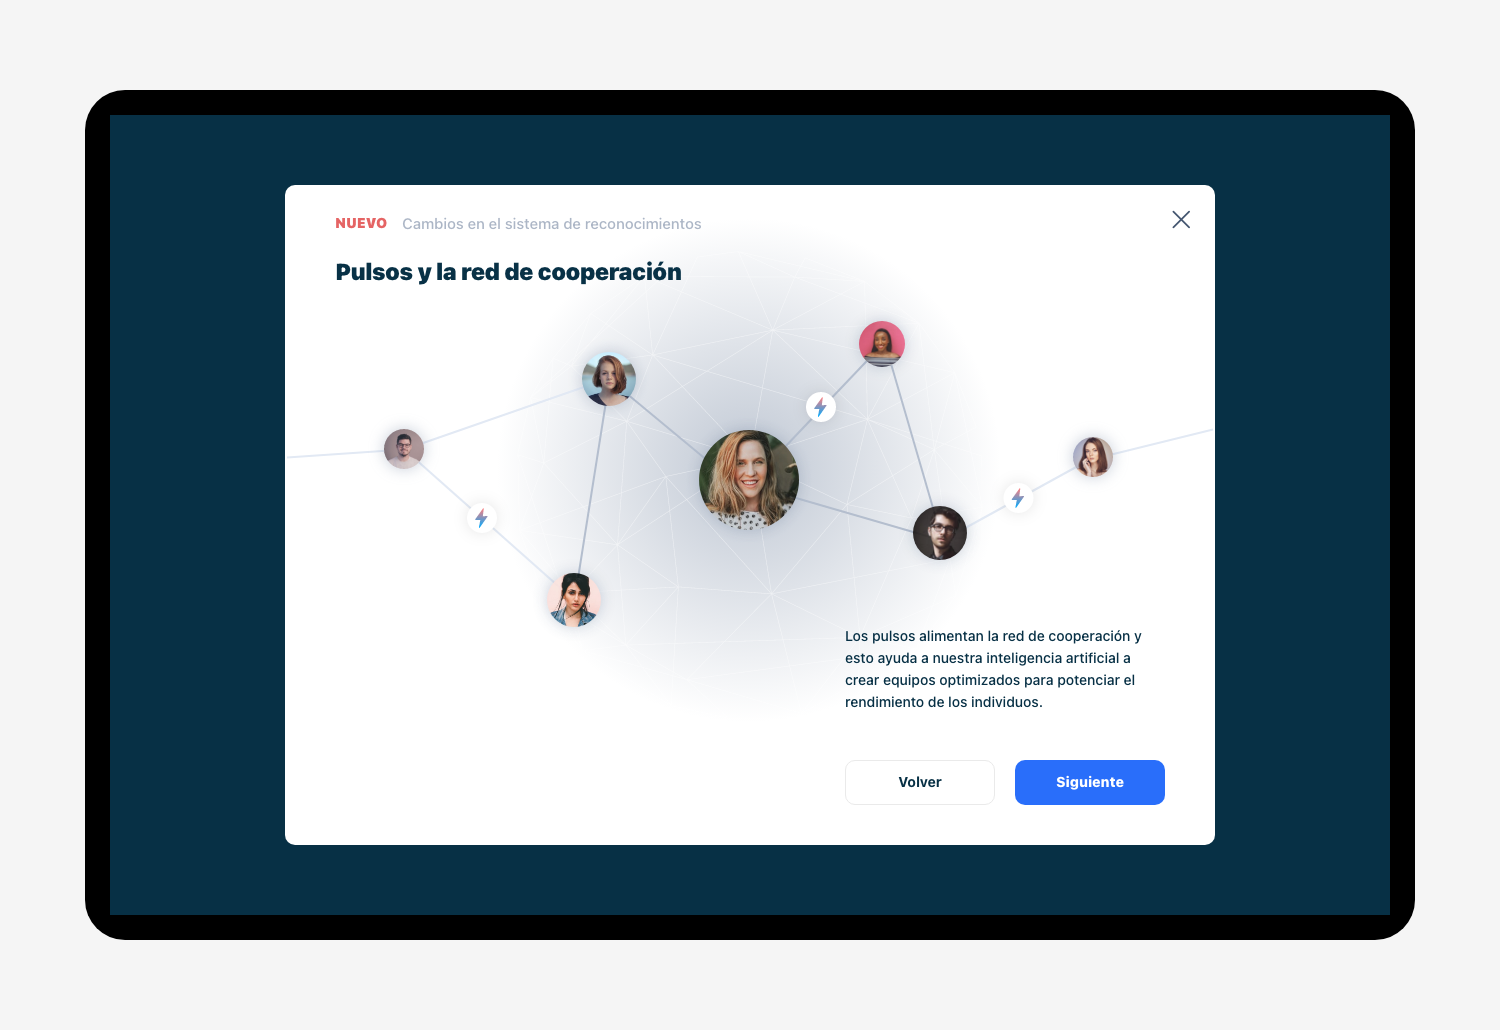 NUEVO Cambios en el sistema de reconocimientos
Pulsos y la red de cooperación
Los pulsos alimentan la red de cooperación y
esto ayuda a nuestra inteligencia artificial a
crear equipos optimizados para potenciar el
rendimiento de los individuos.
Volver
Siguiente